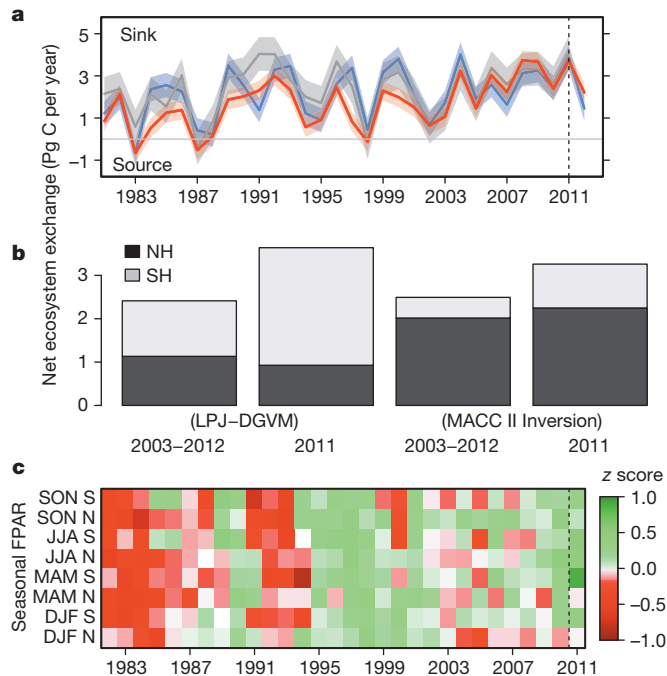 a
Net ecosystem exchange (Pg C per year)
5
3
1
−1
Sink
Source
1983 1987 1991 1995 1999 2003 2007 2011
b
NH
SH
3
2
1
0
(LPJ–DGVM) (MACC II Inversion)
2003–2012 2011 2003–2012 2011
c
Seasonal FPAR
SON S
SON N
JJA S
JJA N
MAM S
MAM N
DJF S
DJF N
1983 1987 1991 1995 1999 2003 2007 2011
z score
1.0
0.5
0.0
−0.5
−1.0